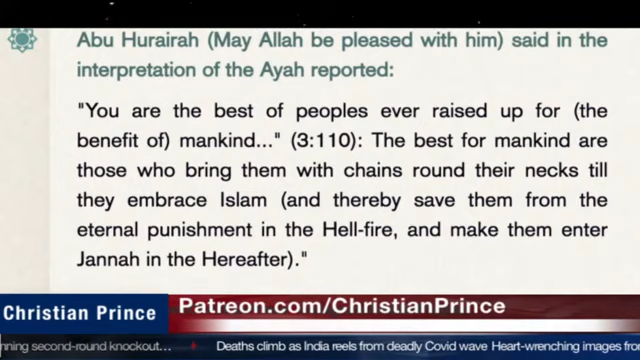 Abu Hurairah (May Allah be pleased with him) said in the
interpretation of the Ayah reported:
"You are the best of peoples ever raised up for (the
benefit of) mankind..." (3:110): The best for mankind are
those who bring them with chains round their necks till
they embrace Islam (and thereby save them from the
eternal punishment in the Hell-fire, and make them enter
Jannah in the Hereafter)."
Christian Prince
Patreon.com/ChristianPrince
second-round knockout... Deaths climb as India reels from deadly Covid wave Heart-wrenching images from